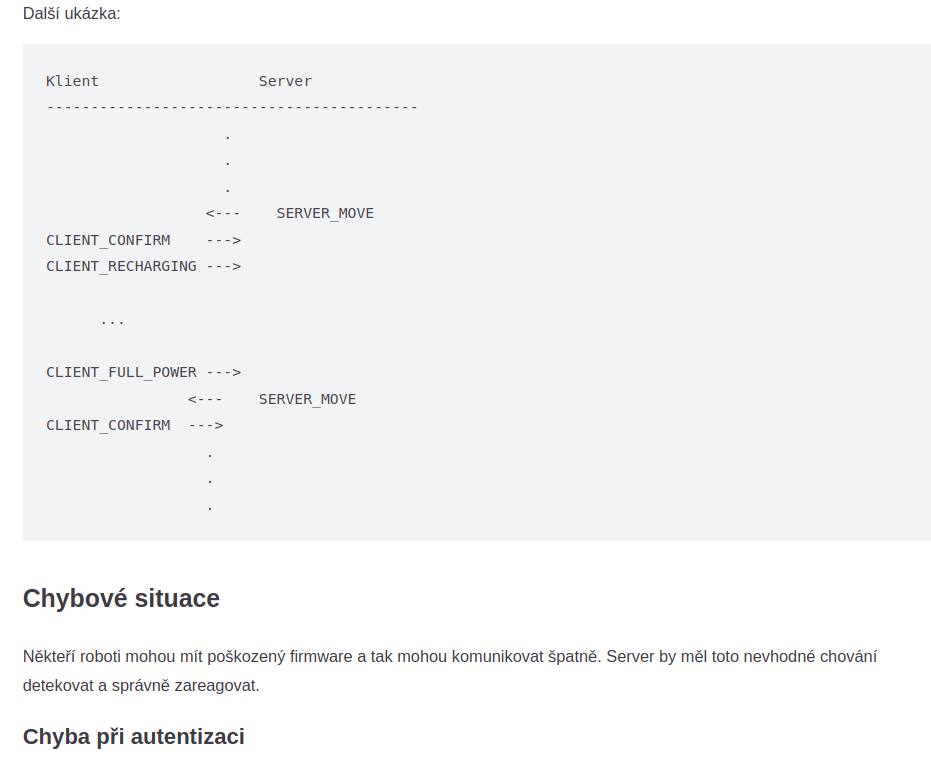 Další ukázka:
Klient                  Server
------------------------------------------
                    .
                    .
                    .
                  <---    SERVER_MOVE
CLIENT_CONFIRM    --->
CLIENT_RECHARGING --->
      ...
CLIENT_FULL_POWER --->
                <---    SERVER_MOVE
CLIENT_CONFIRM  --->
                  .
                  .
                  .
Chybové situace
Někteří roboti mohou mít poškozený firmware a tak mohou komunikovat špatně. Server by měl toto nevhodné chování
detekovat a správně zareagovat.
Chyba při autentizaci